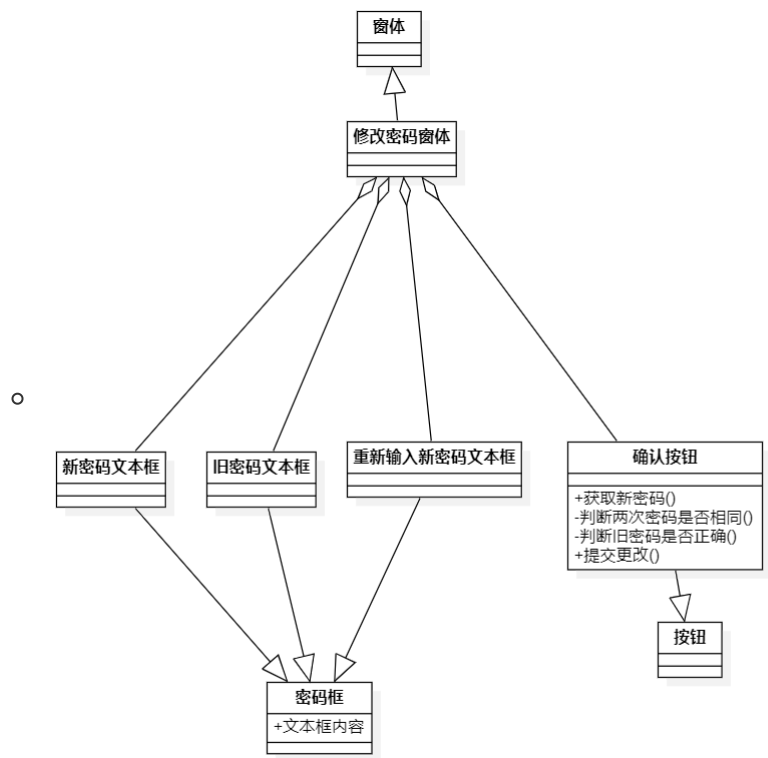 窗体
修改密码窗体
新密码文本框
旧密码文本框
重新输入新密码文本框
确认按钮
+获取新密码()
-判断两次密码是否相同()
-判断旧密码是否正确()
+提交更改()
按钮
密码框
+文本框内容